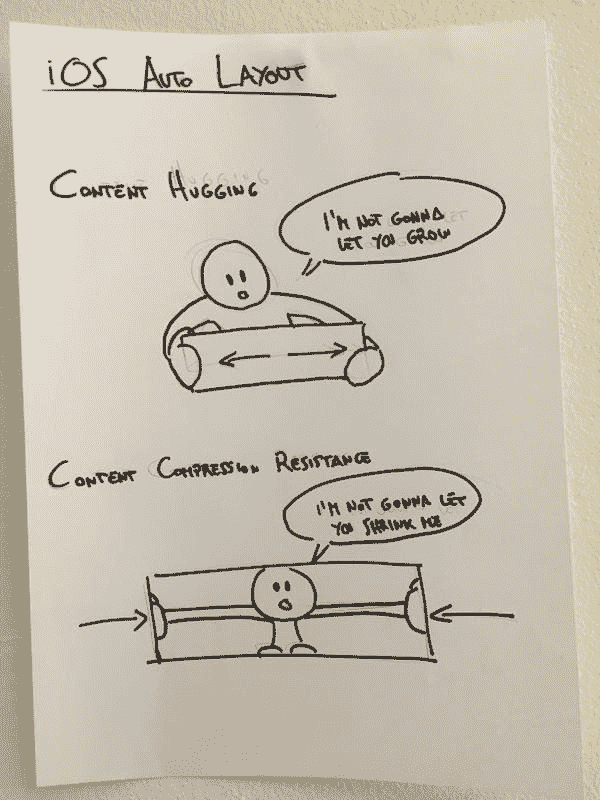 iOS AUTO LAYOUT
CONTENT HUGGING
I'M NOT GONNA
LET YOU GROW
CONTENT COMPRESSION RESISTANCE
I'M NOT GONNA LET
YOU SHRINK ME